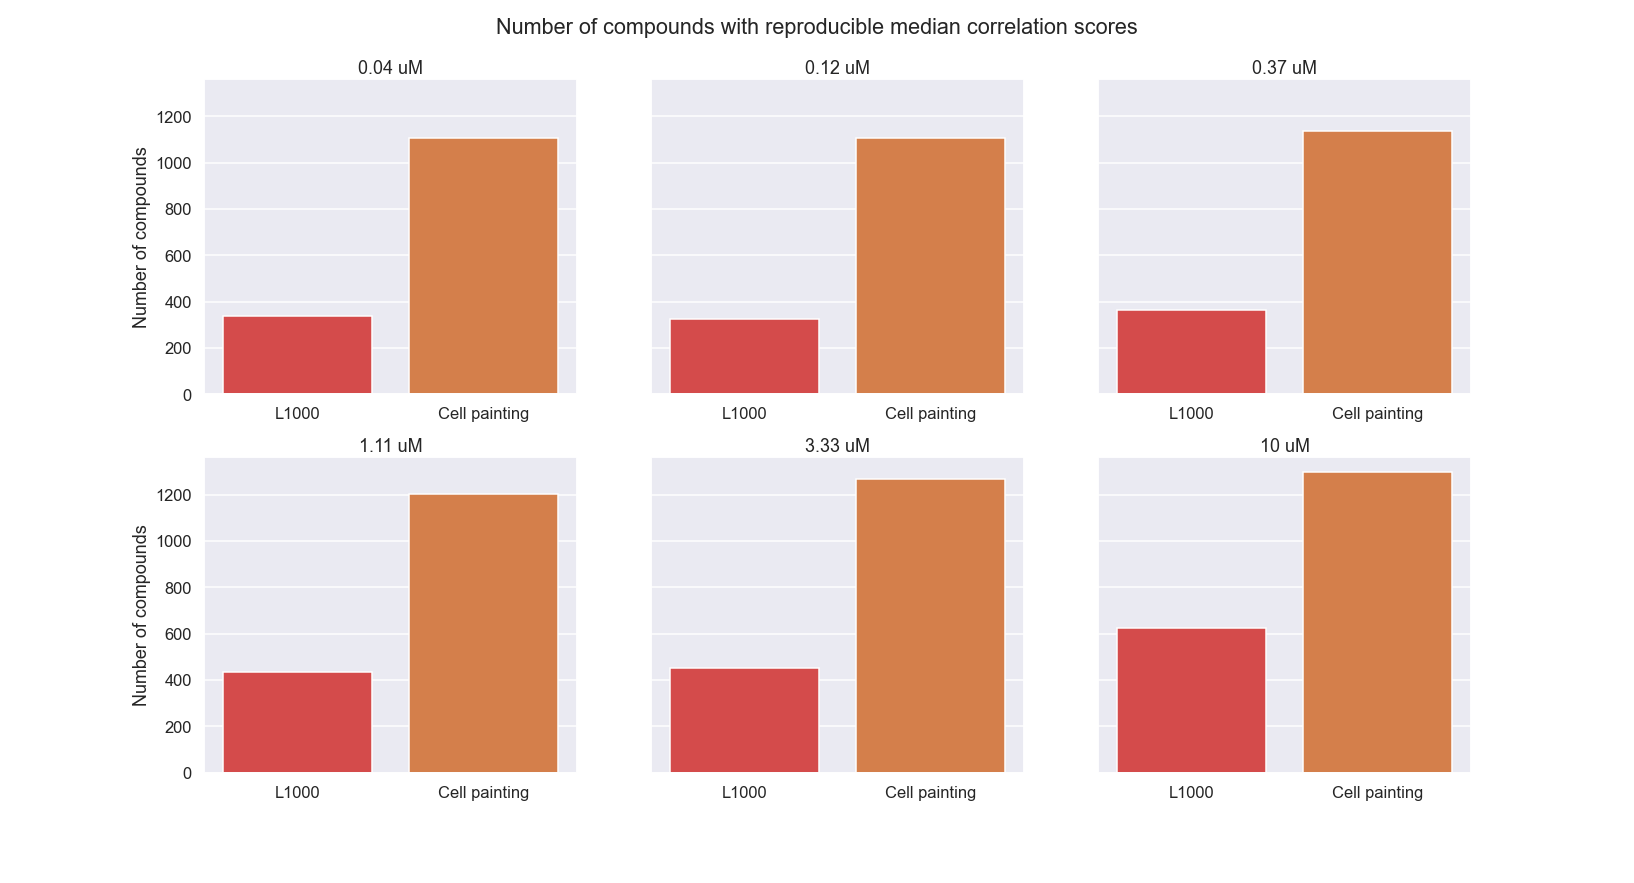 Number of compounds with reproducible median correlation scores
0.04 uM
0.12 uM
0.37 uM
Number of compounds
1200
1000
800
600
400
200
0
L1000
Cell painting
L1000
Cell painting
L1000
Cell painting
1.11 uM
3.33 uM
10 uM
Number of compounds
1200
1000
800
600
400
200
0
L1000
Cell painting
L1000
Cell painting
L1000
Cell painting